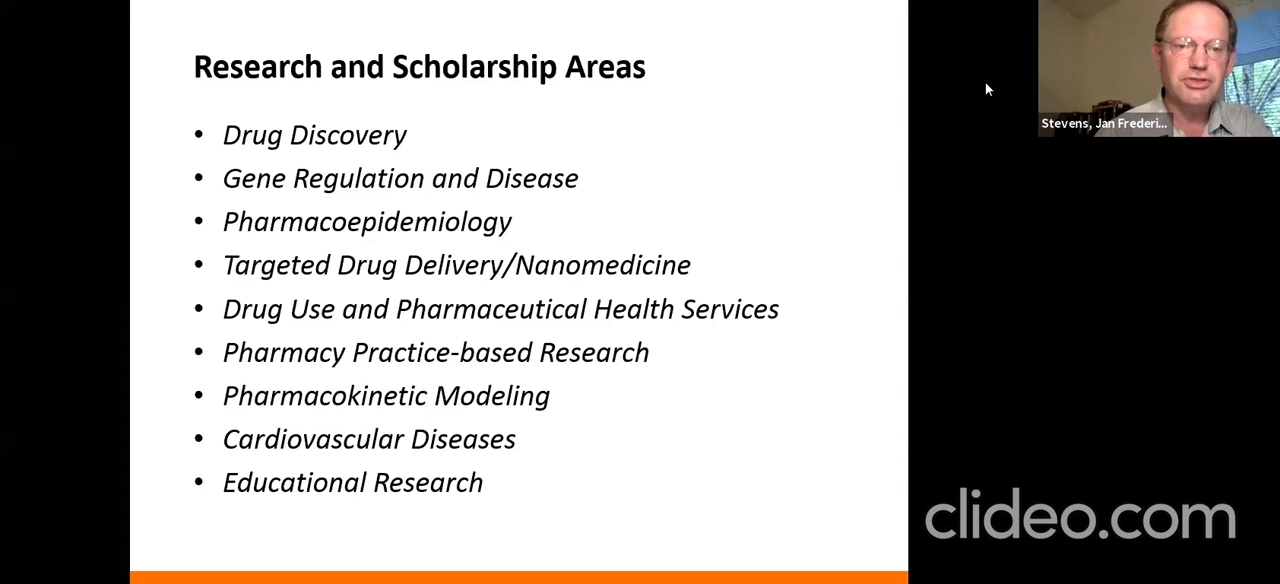 Research and Scholarship Areas
• Drug Discovery
• Gene Regulation and Disease
• Pharmacoepidemiology
• Targeted Drug Delivery/Nanomedicine
• Drug Use and Pharmaceutical Health Services
• Pharmacy Practice-based Research
• Pharmacokinetic Modeling
• Cardiovascular Diseases
• Educational Research
Stevens, Jan Frederi...
clideo.com